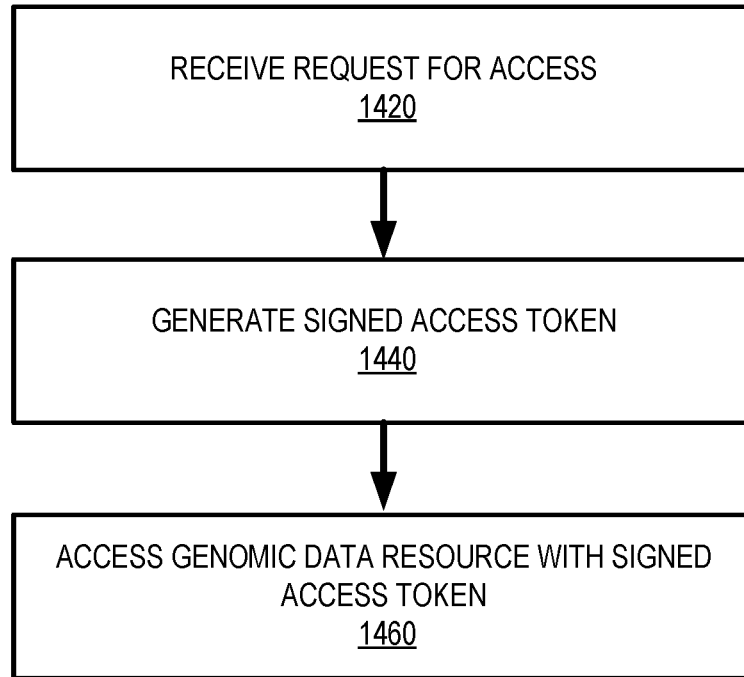 RECEIVE REQUEST FOR ACCESS
1420
GENERATE SIGNED ACCESS TOKEN
1440
ACCESS GENOMIC DATA RESOURCE WITH SIGNED
ACCESS TOKEN
1460